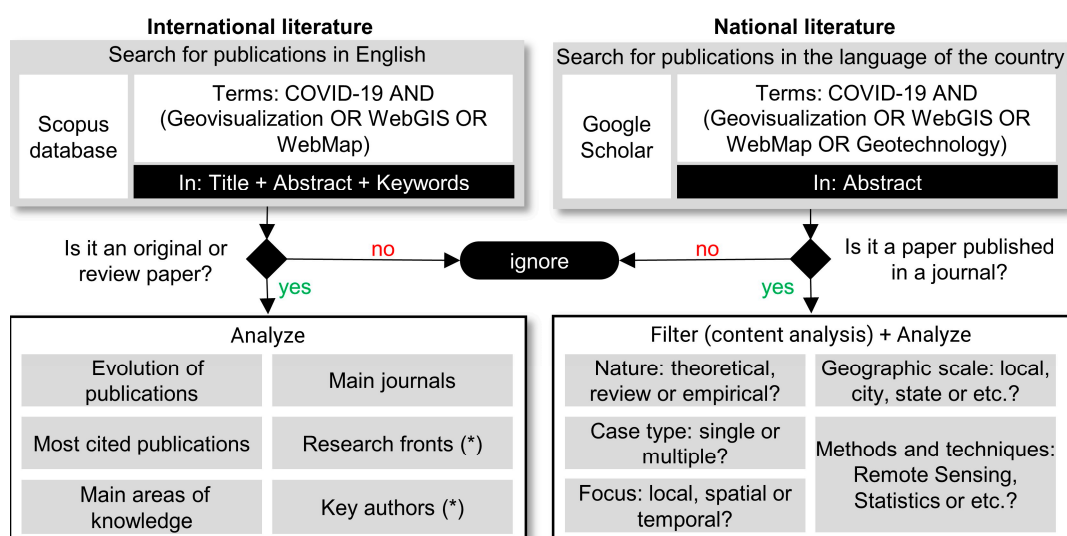 International literature
Search for publications in English
Scopus
database
Terms: COVID-19 AND
(Geovisualization OR WebGIS OR
WebMap)
In: Title + Abstract + Keywords
National literature
Search for publications in the language of the country
Google
Scholar
Terms: COVID-19 AND
(Geovisualization OR WebGIS OR
WebMap OR Geotechnology)
In: Abstract
Is it an original or
review paper?
no
ignore
no
Is it a paper published
in a journal?
yes
yes
Analyze
Evolution of
publications
Main journals
Most cited publications
Research fronts (*)
Main areas of
knowledge
Key authors (*)
Filter (content analysis) + Analyze
Nature: theoretical,
review or empirical?
Geographic scale: local,
city, state or etc.?
Case type: single or
multiple?
Methods and techniques:
Remote Sensing,
Statistics or etc.?
Focus: local, spatial or
temporal?